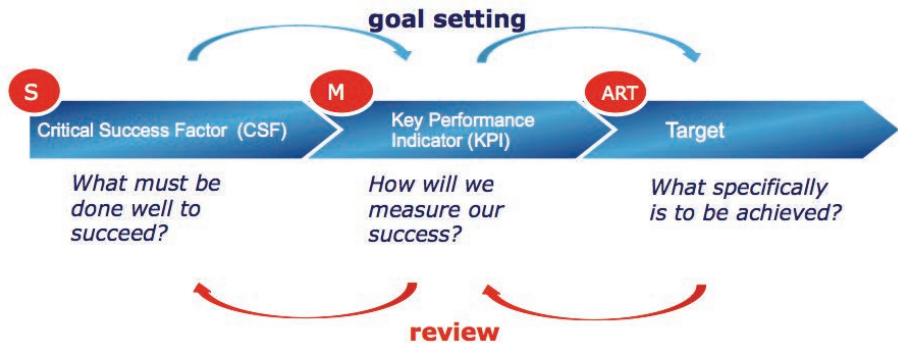 goal setting
S
M
ART
Critical Success Factor (CSF)
Key Performance
Indicator (KPI)
Target
What must be
done well to
succeed?
How will we
measure our
success?
What specifically
is to be achieved?
review